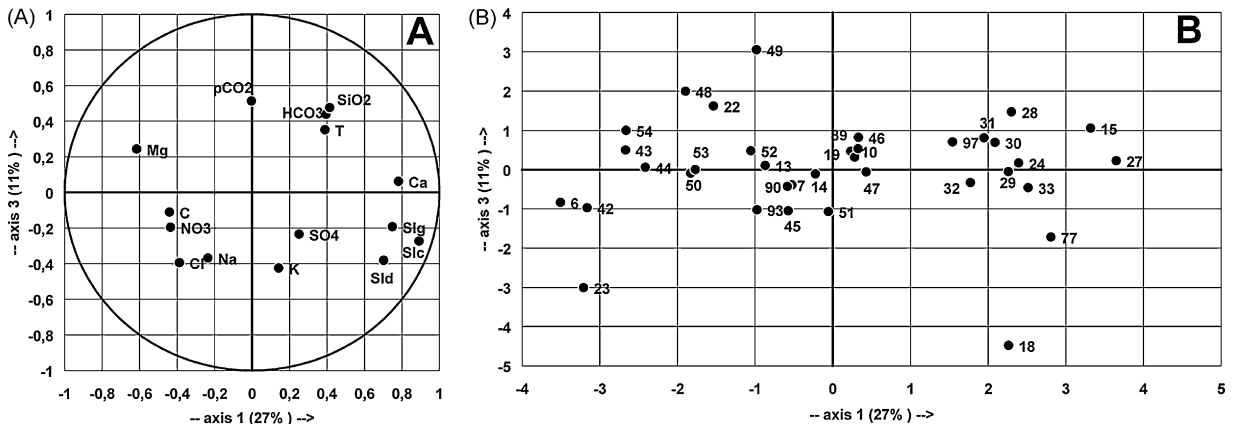 (A)
A
1
0,8
0,6
0,4
0,2
0
-0,2
-0,4
-0,6
-0,8
-1
-- axis 3 (11% ) -->
pCO2
SiO2
HCO3
T
Mg
Ca
C
NO3
Cl
Na
SO4
K
SIg
SIc
SId
-1 -0,8 -0,6 -0,4 -0,2 0 0,2 0,4 0,6 0,8 1
-- axis 1 (27% ) -->
(B)
B
4
3
2
1
0
-1
-2
-3
-4
-5
-- axis 3 (11% ) -->
49
48
22
54
43
44
53
50
52
13
39 46
19 10
47
14
90 7
93
45
51
6
42
23
28
31
15
97
30
24
27
32
29
33
77
18
-4 -3 -2 -1 0 1 2 3 4 5
-- axis 1 (27% ) -->